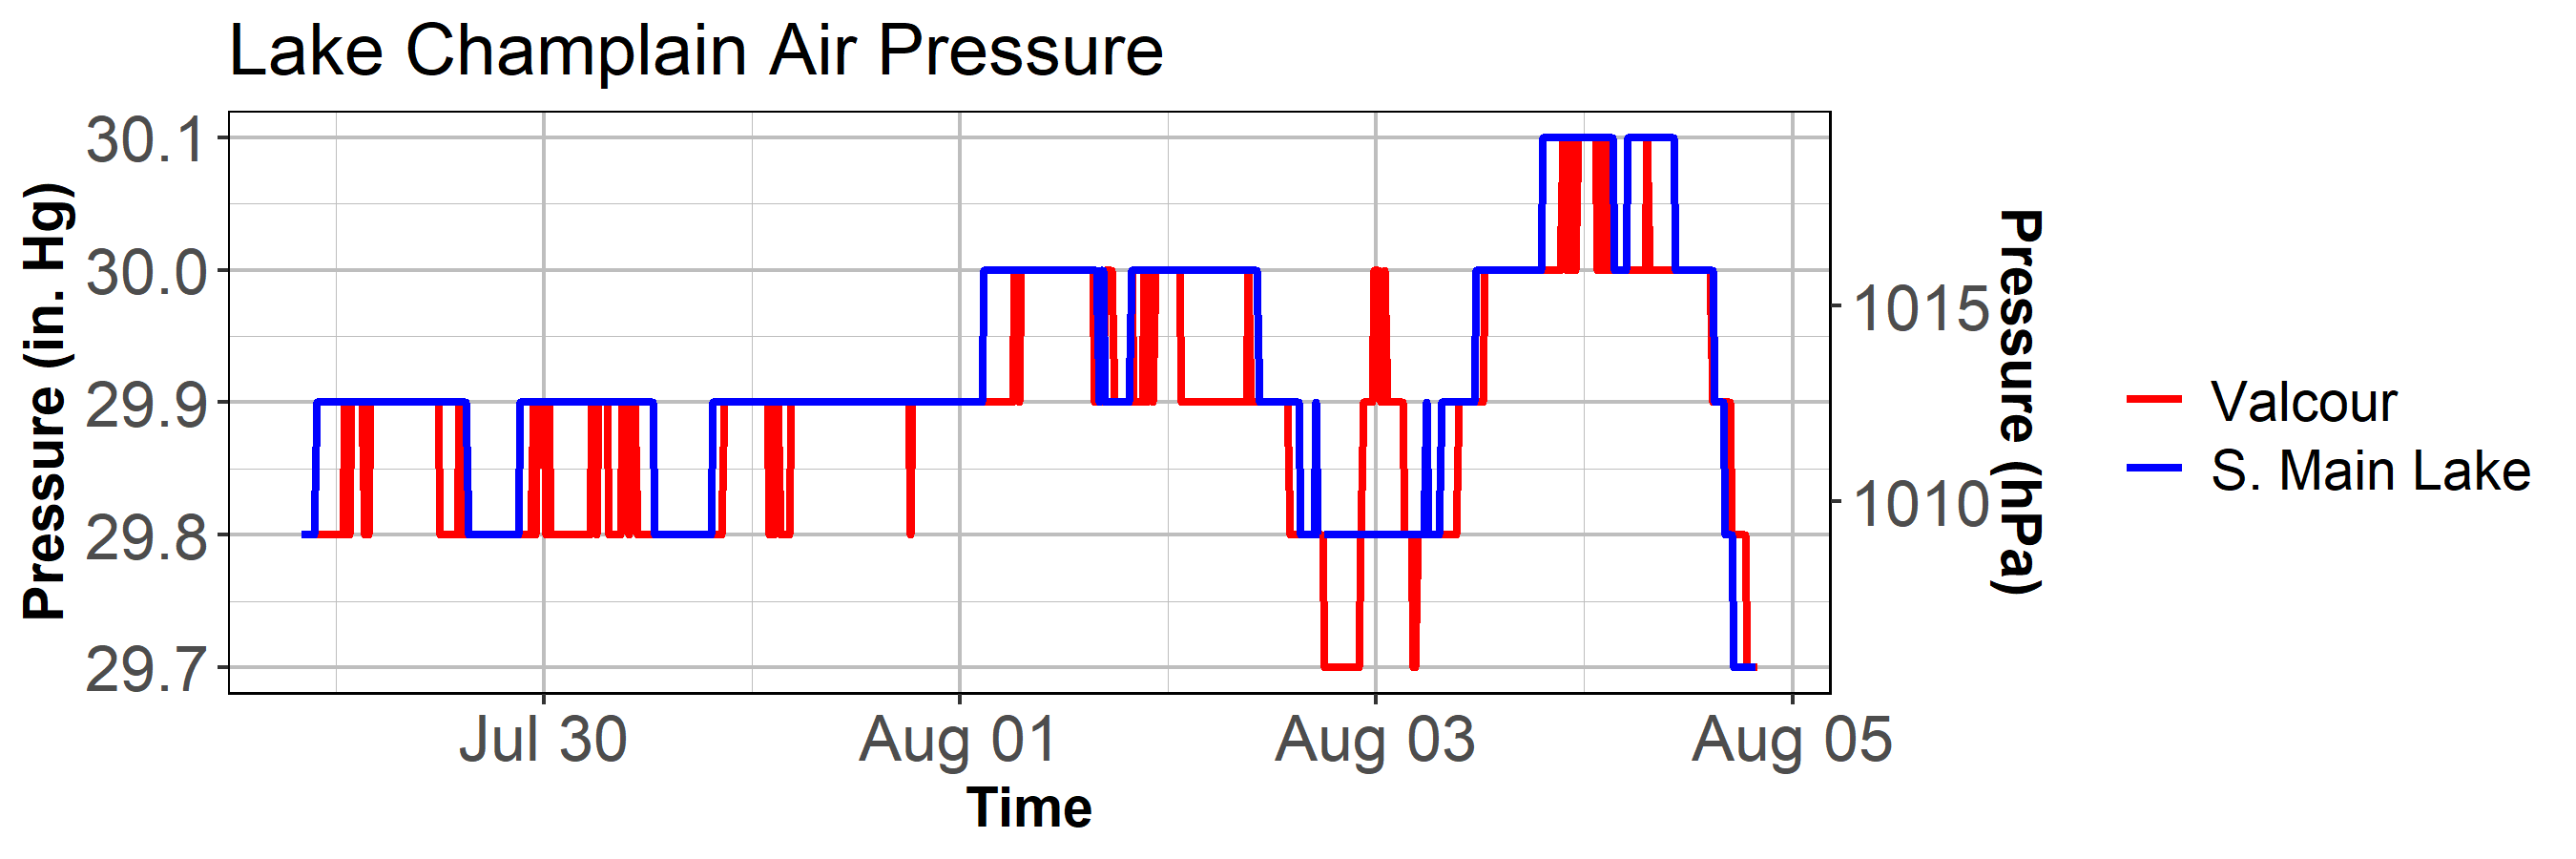 Lake Champlain Air Pressure
Pressure (in. Hg)
30.1
30.0
29.9
29.8
29.7
1015
1010
Pressure (hPa)
Jul 30
Aug 01
Aug 03
Aug 05
Time
Valcour
S. Main Lake